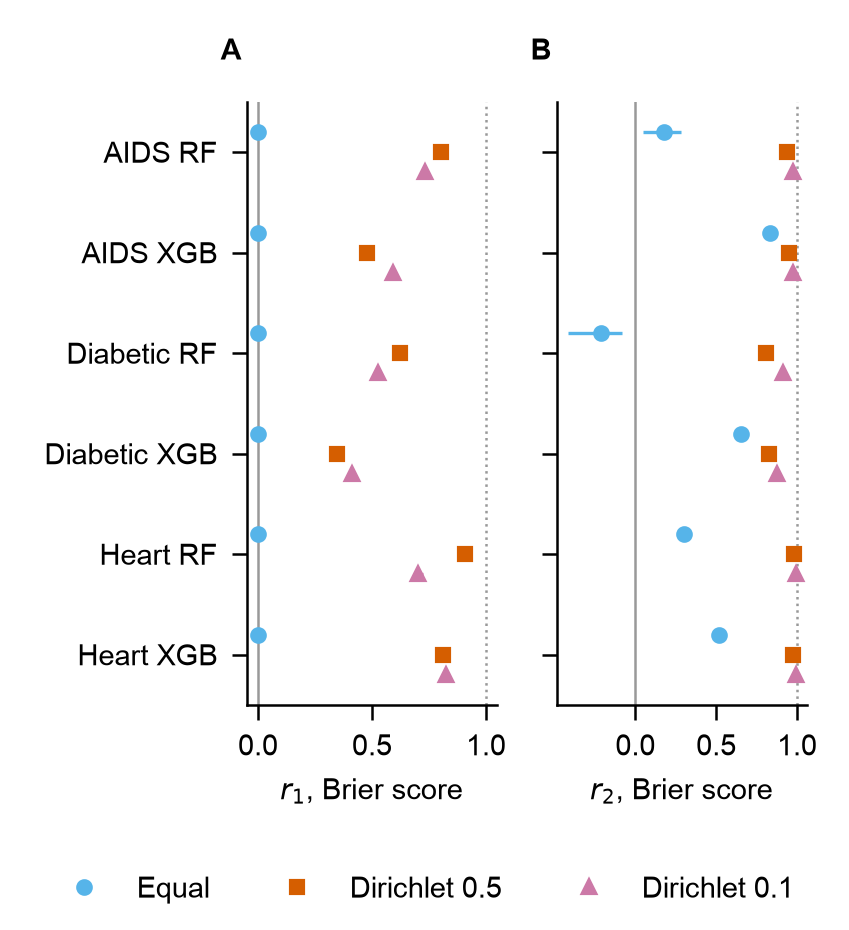 A B
AIDS RF
AIDS XGB
Diabetic RF
Diabetic XGB
Heart RF
Heart XGB
0.0 0.5 1.0 0.0 0.5 1.0
r₁, Brier score r₂, Brier score
Equal Dirichlet 0.5 Dirichlet 0.1